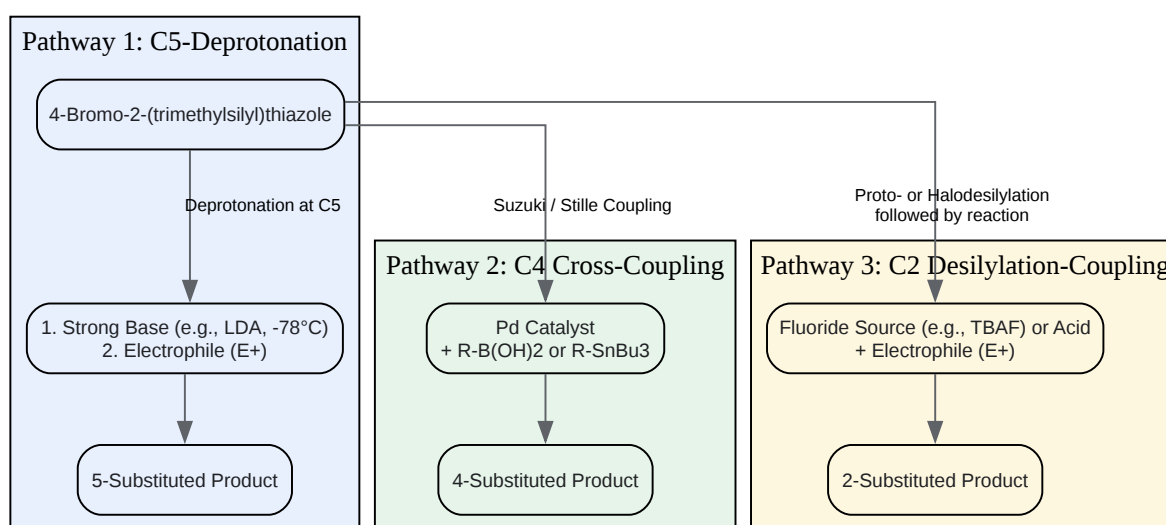 Pathway 1: C5-Deprotonation
4-Bromo-2-(trimethylsilyl)thiazole
Deprotonation at C5
1. Strong Base (e.g., LDA, -78°C)
2. Electrophile (E+)
5-Substituted Product
Suzuki / Stille Coupling
Pathway 2: C4 Cross-Coupling
Pd Catalyst
+ R-B(OH)2 or R-SnBu3
4-Substituted Product
Proto- or Halodesilylation
followed by reaction
Pathway 3: C2 Desilylation-Coupling
Fluoride Source (e.g., TBAF) or Acid
+ Electrophile (E+)
2-Substituted Product